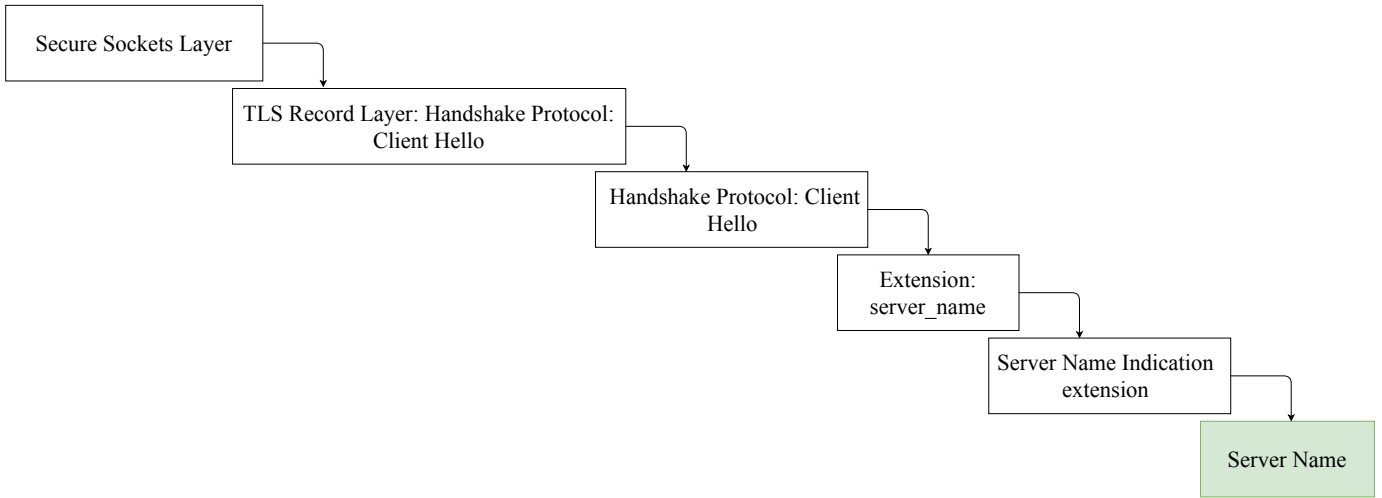 Secure Sockets Layer
TLS Record Layer: Handshake Protocol:
Client Hello
Handshake Protocol: Client
Hello
Extension:
server_name
Server Name Indication
extension
Server Name